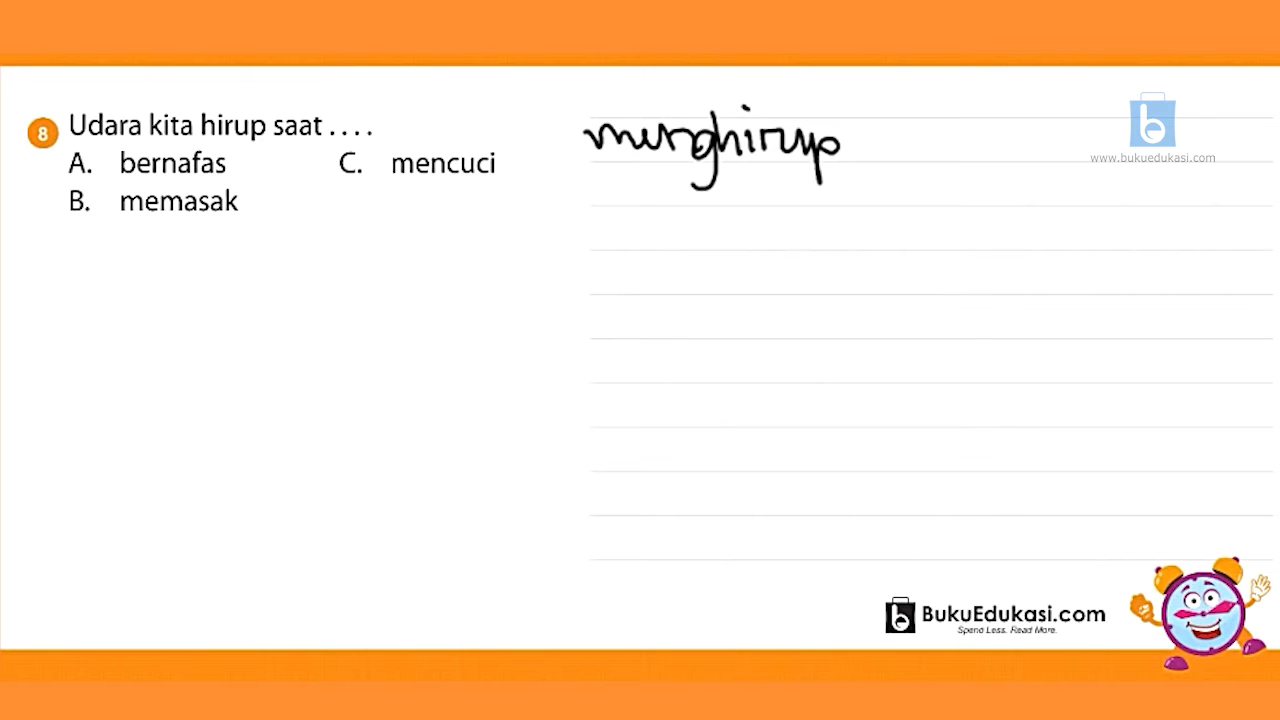 8 Udara kita hirup saat . . . .
A. bernafas C. mencuci
B. memasak
menghirup
b
www.bukuedukasi.com
b BukuEdukasi.com
Spend Less. Read More.